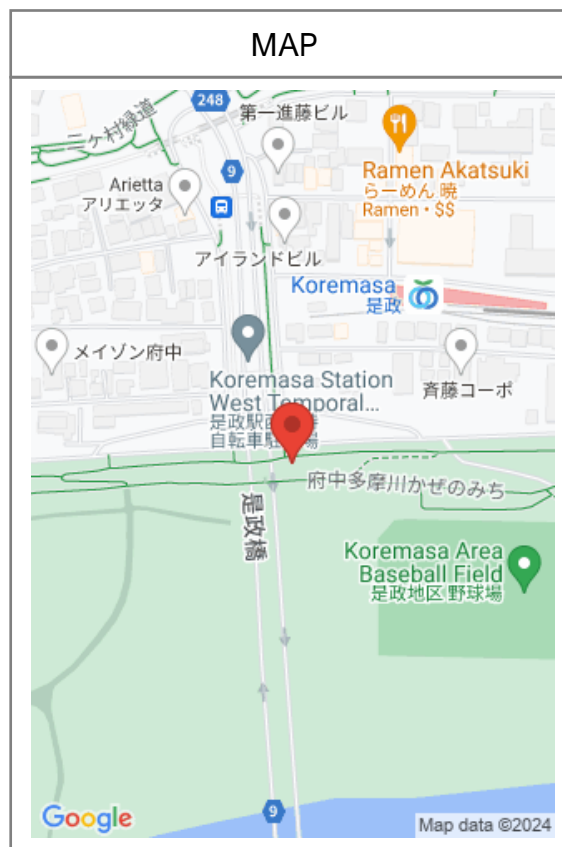 MAP
248
第一進藤ビル
二ケ村緑道
9
Ramen Akatsuki
らーめん 暁
Ramen・$$
Arietta
アリエッタ
アイランドビル
Koremasa
是政
メイゾン府中
斉藤コーポ
Koremasa Station
West Temporal...
是政駅
自転車駐 場
府中多摩川かぜのみち
是政橋
Koremasa Area
Baseball Field
是政地区 野球場
9
Google
Map data ©2024